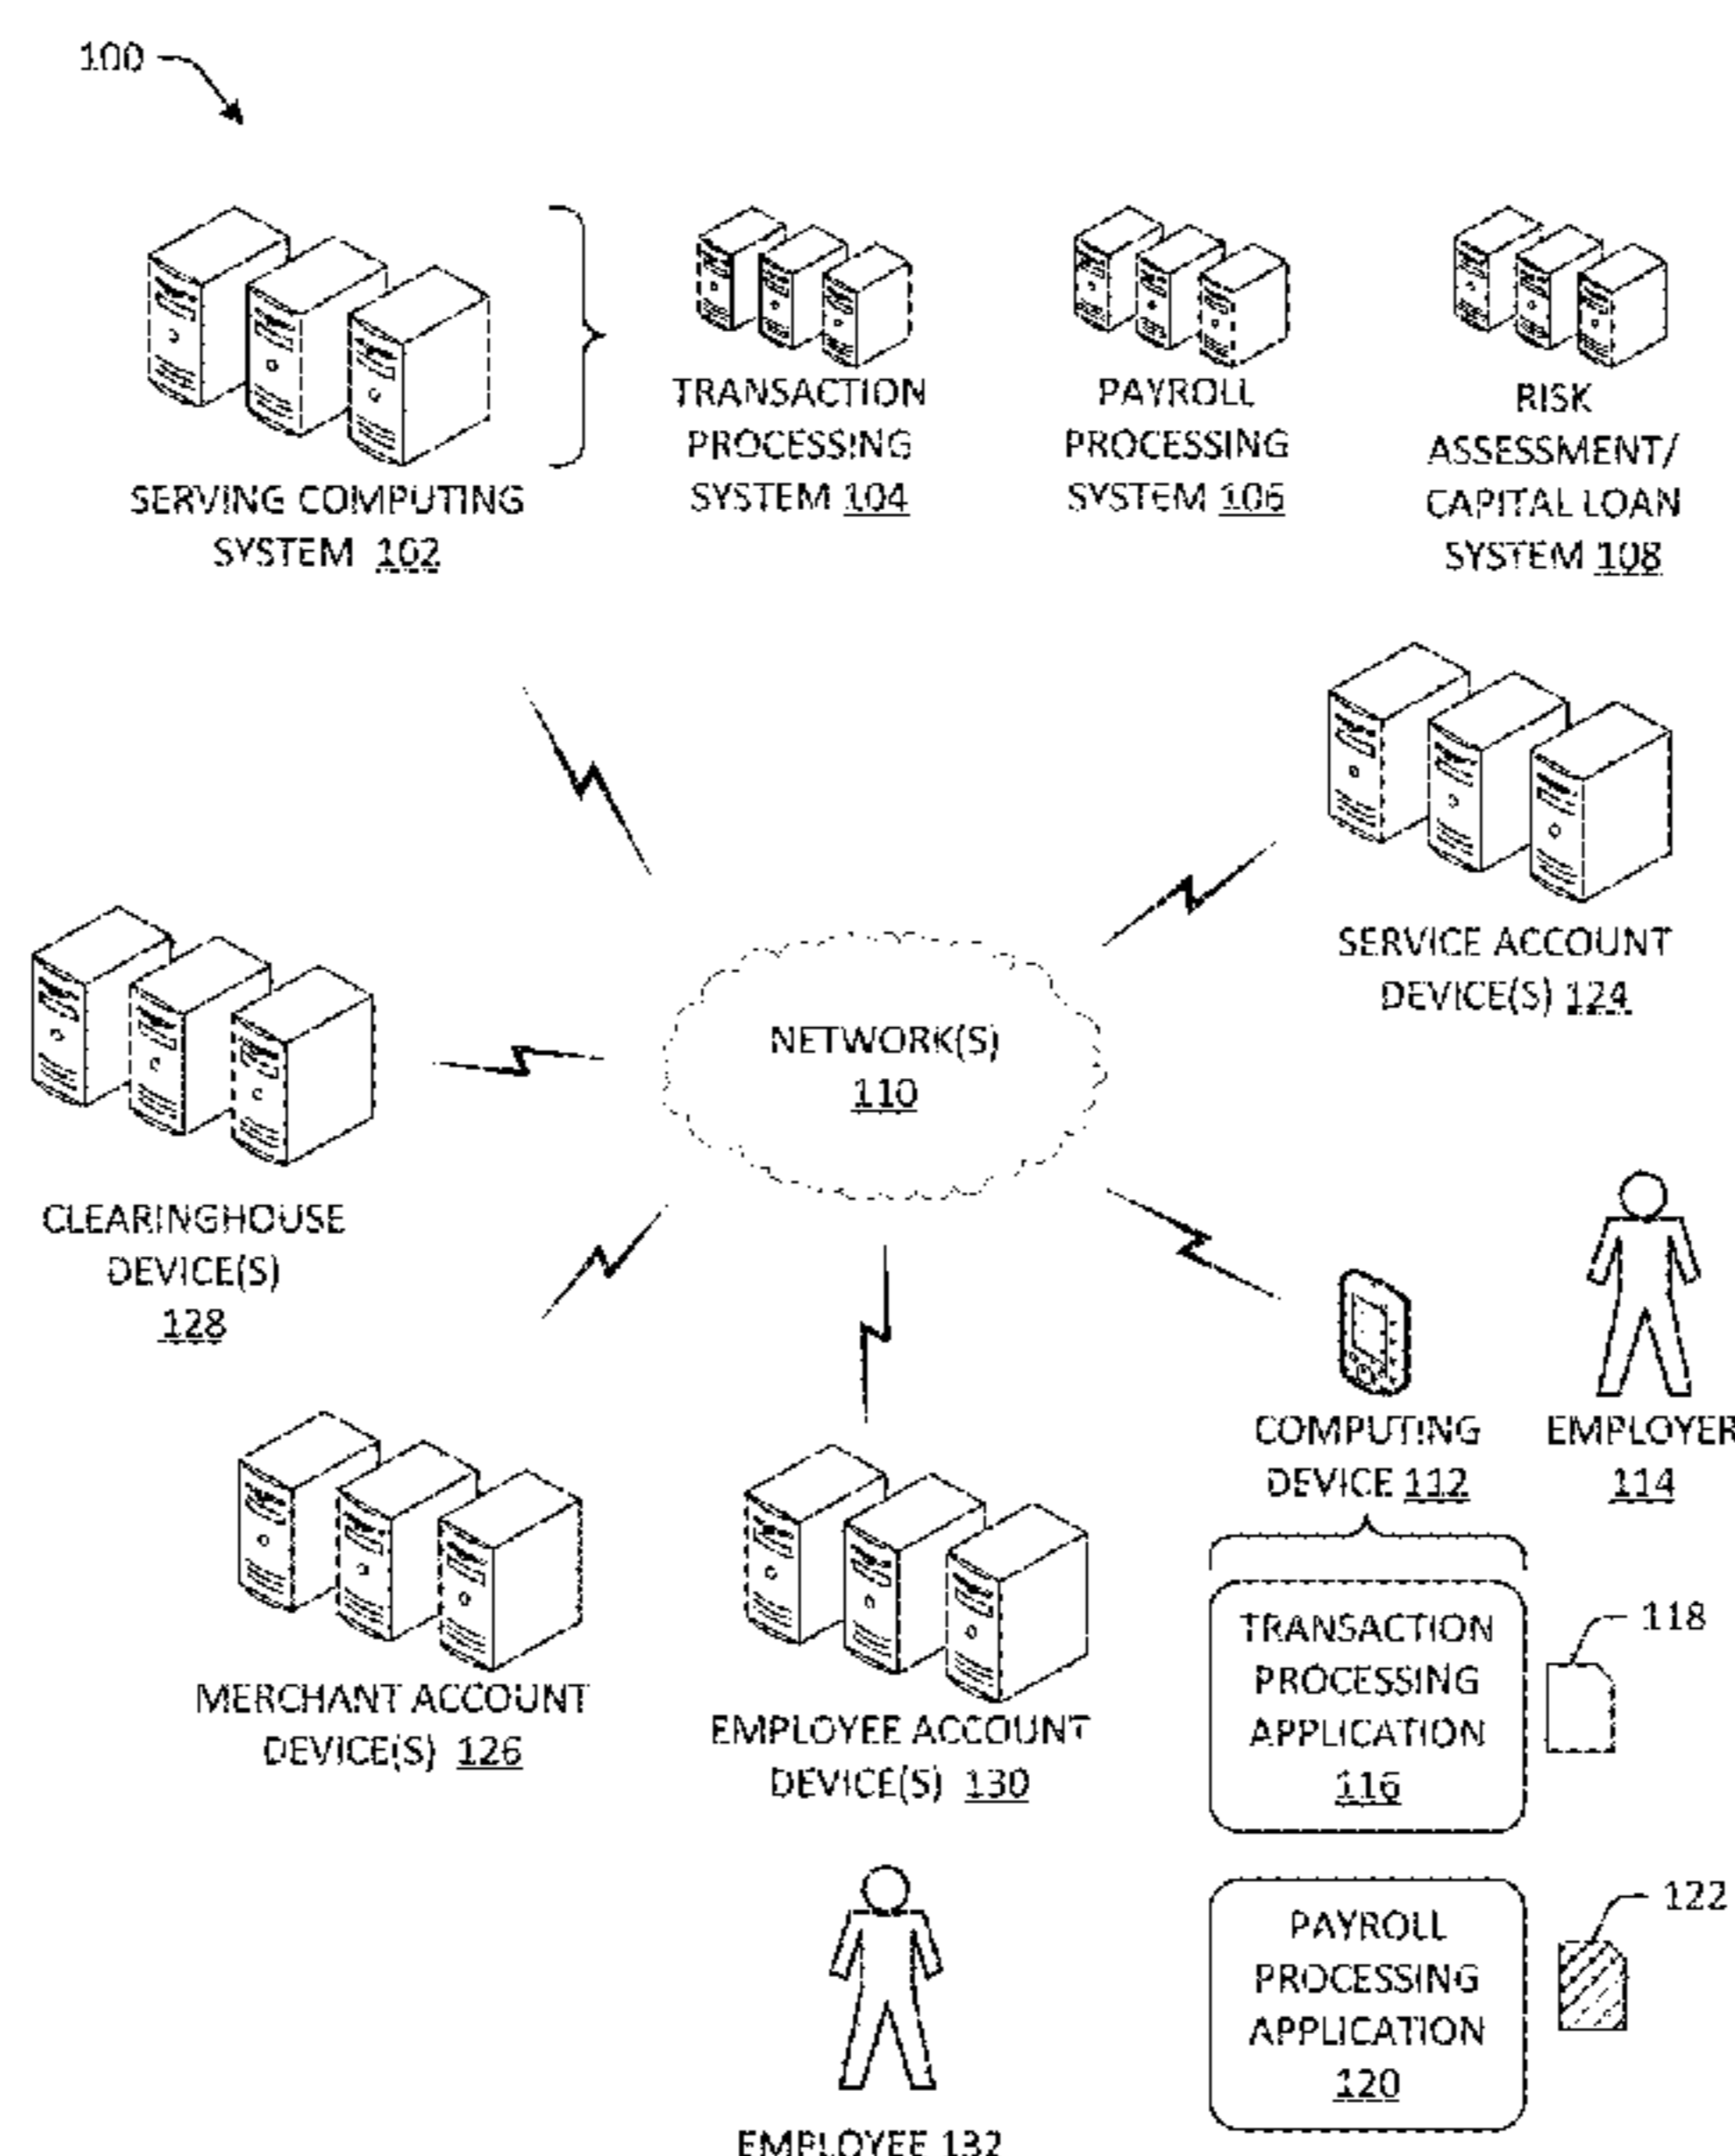 100
SERVING COMPUTING
SYSTEM 102
TRANSACTION
PROCESSING
SYSTEM 104
PAYROLL
PROCESSING
SYSTEM 106
RISK
ASSESSMENT/
CAPITAL LOAN
SYSTEM 108
SERVICE ACCOUNT
DEVICE(S) 124
NETWORK(S)
110
CLEARINGHOUSE
DEVICE(S)
128
COMPUTING
DEVICE 112
EMPLOYER
114
MERCHANT ACCOUNT
DEVICE(S) 126
EMPLOYEE ACCOUNT
DEVICE(S) 130
TRANSACTION
PROCESSING
APPLICATION
116
118
PAYROLL
PROCESSING
APPLICATION
120
122
EMPLOYEE 132